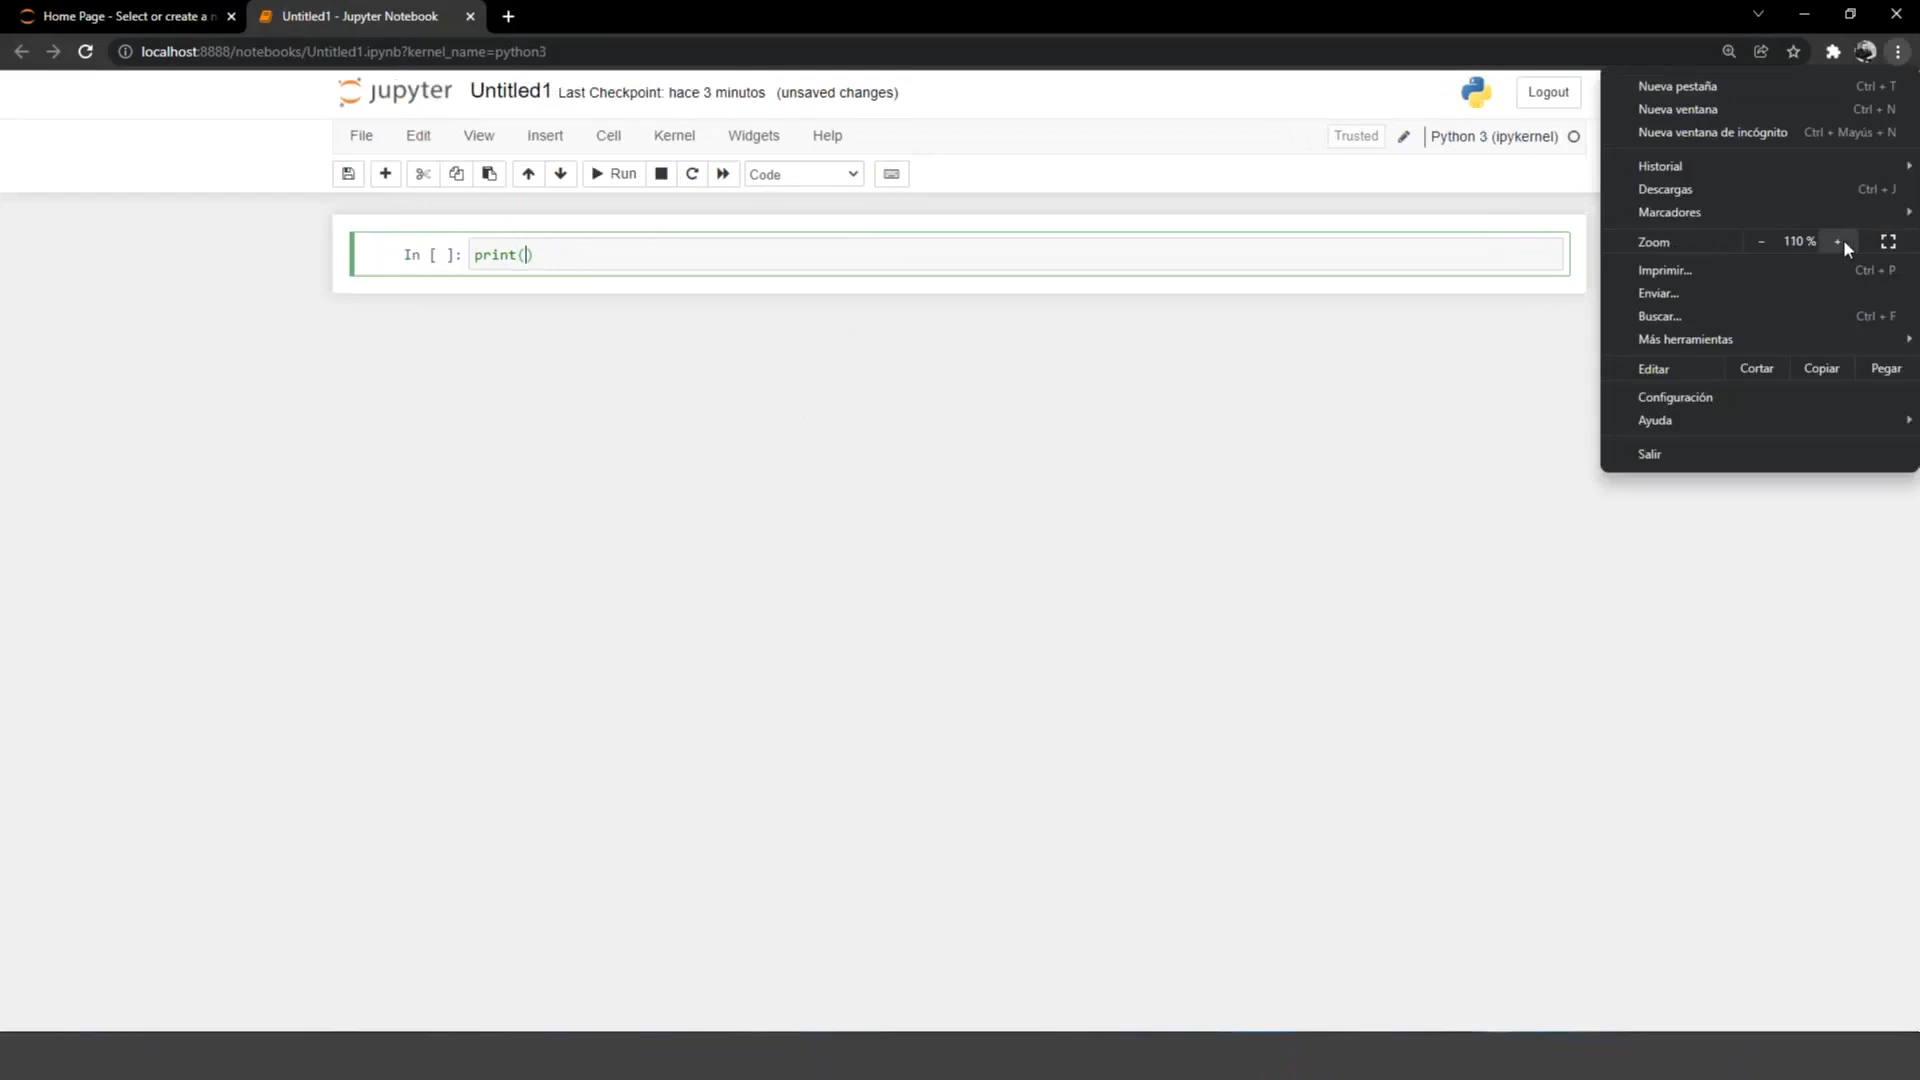 Home Page - Select or create a n
Untitled1 - Jupyter Notebook
localhost:8888/notebooks/Untitled1.ipynb?kernel_name=python3
jupyter Untitled1 Last Checkpoint: hace 3 minutos (unsaved changes)
Logout
File Edit View Insert Cell Kernel Widgets Help
Trusted
Python 3 (ipykernel)
Run
Code
In [ ]: print()
Nueva pestaña Ctrl + T
Nueva ventana Ctrl + N
Nueva ventana de incógnito Ctrl + Mayús + N
Historial
Descargas Ctrl + J
Marcadores
Zoom - 110 % +
Imprimir... Ctrl + P
Enviar...
Buscar... Ctrl + F
Más herramientas
Editar Cortar Copiar Pegar
Configuración
Ayuda
Salir